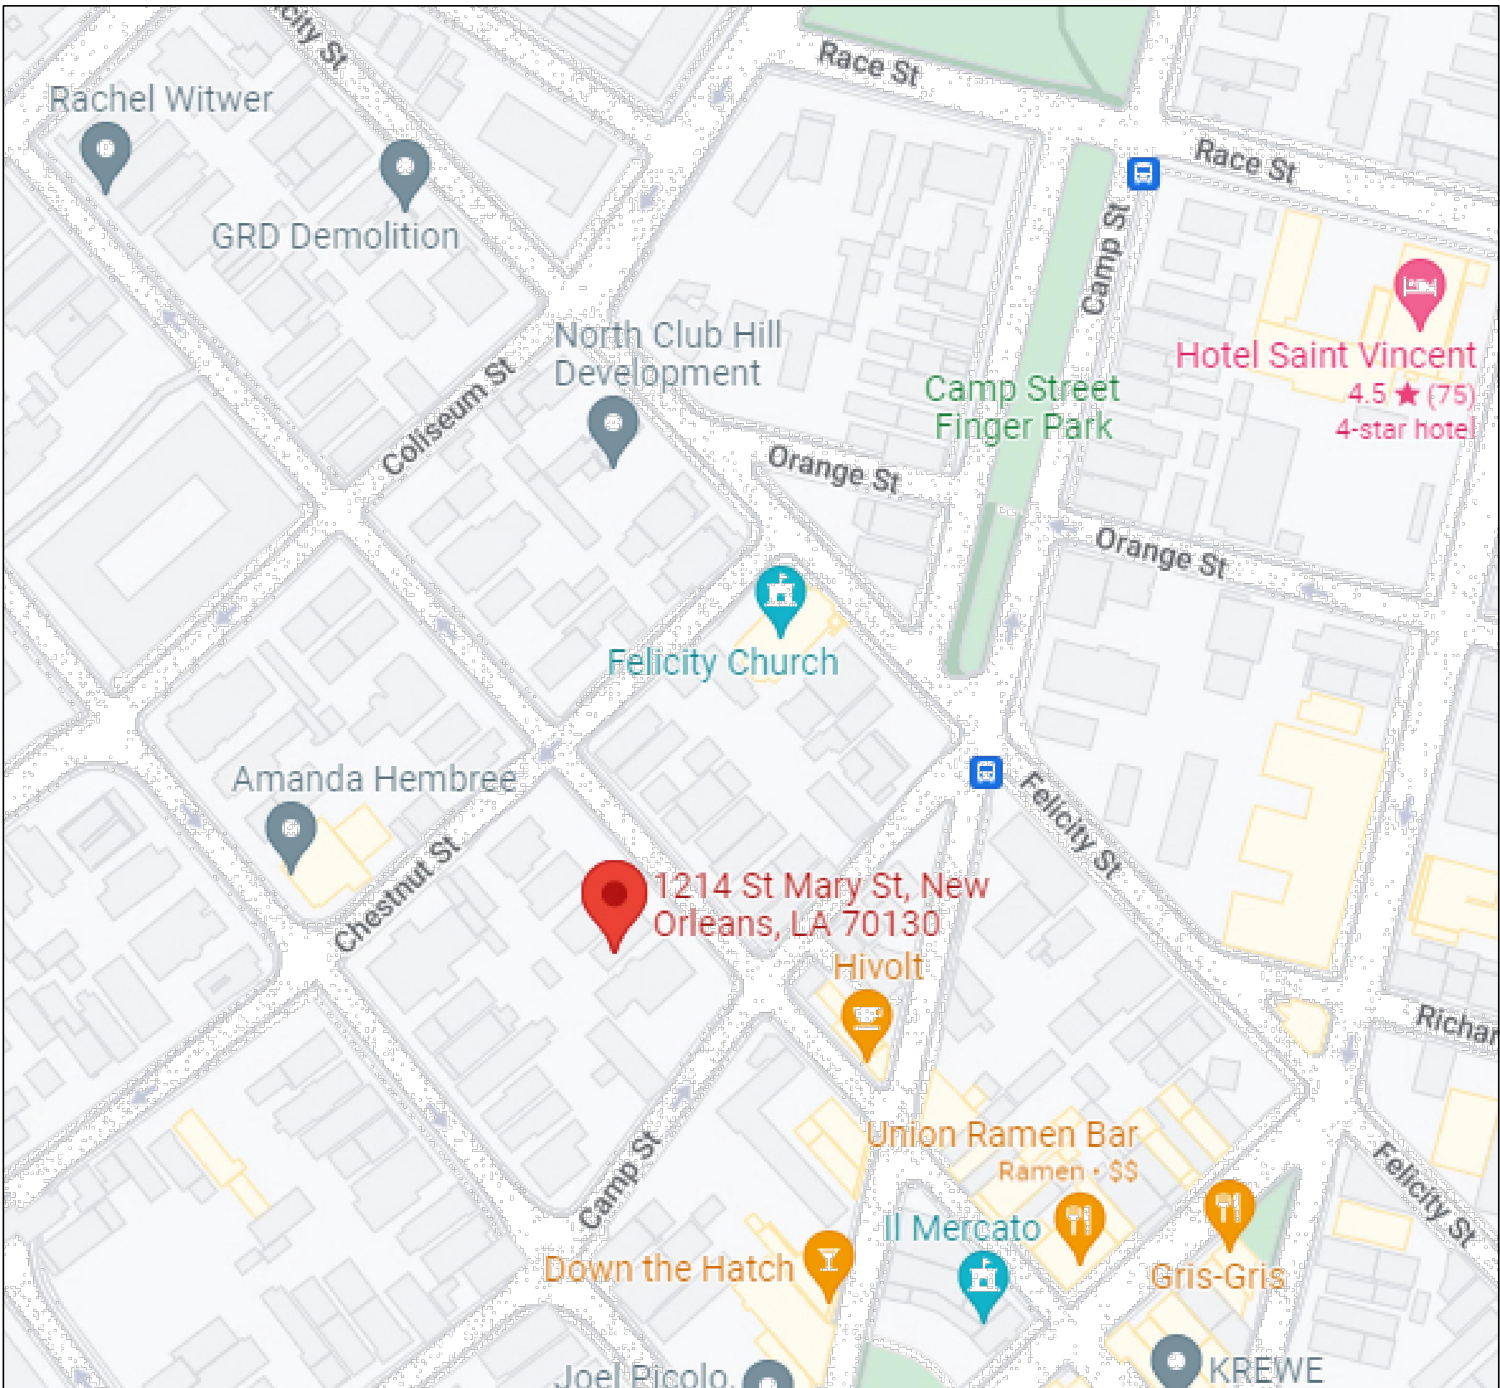 icity St
Race St
Rachel Witwer
Race St
GRD Demolition
Camp St
North Club Hill
Development
Hotel Saint Vincent
4.5 ★ (75)
4-star hotel
Coliseum St
Camp Street
Finger Park
Orange St
Orange St
Felicity Church
Amanda Hembree
Felicity St
Chestnut St
1214 St Mary St, New
Orleans, LA 70130
Hivolt
Richar
Union Ramen Bar
Ramen • $$
Camp St
Felicity St
Il Mercato
Down the Hatch
Gris-Gris
Joel Picolo,
KREWE